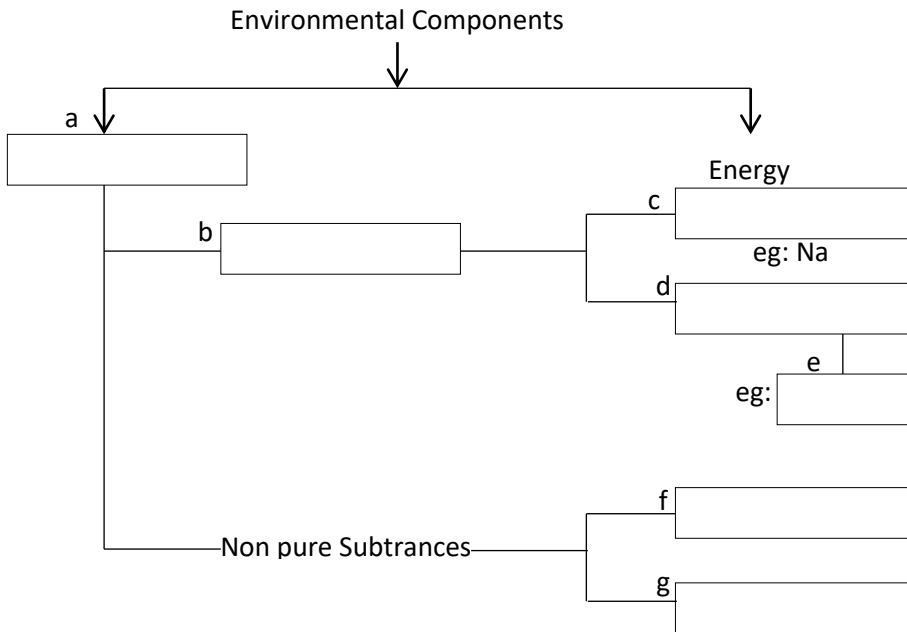 Environmental Components
a
Energy
c
b
eg: Na
d
e
eg:
f
Non pure Subtrances
g